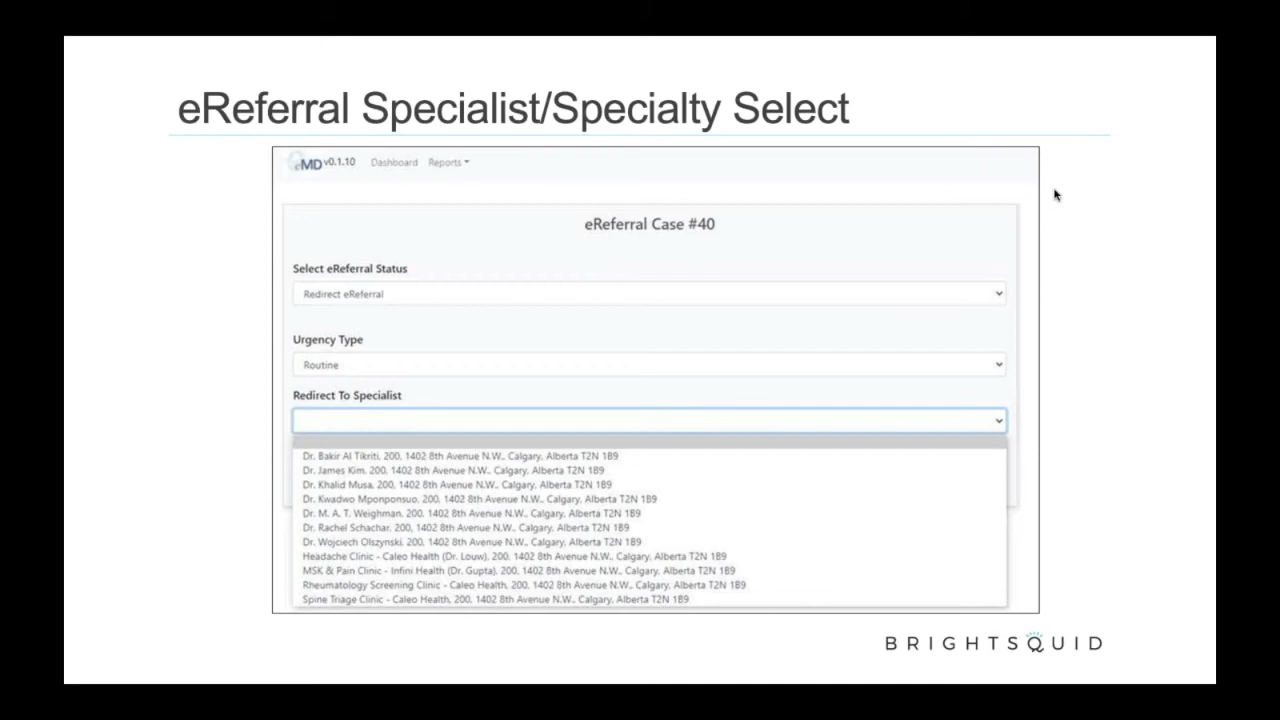 eReferral Specialist/Specialty Select
eMD v0.1.10 Dashboard Reports
eReferral Case #40
Select eReferral Status
Redirect eReferral
Urgency Type
Routine
Redirect To Specialist
Dr. Bakir Al Tikriti, 200, 1402 8th Avenue N.W., Calgary, Alberta T2N 1B9
Dr. James Kim, 200, 1402 8th Avenue N.W., Calgary, Alberta T2N 1B9
Dr. Khalid Musa, 200, 1402 8th Avenue N.W., Calgary, Alberta T2N 1B9
Dr. Kwadwo Mponponsuo, 200, 1402 8th Avenue N.W., Calgary, Alberta T2N 1B9
Dr. M. A. T. Weighman, 200, 1402 8th Avenue N.W., Calgary, Alberta T2N 1B9
Dr. Rachel Schachar, 200, 1402 8th Avenue N.W., Calgary, Alberta T2N 1B9
Dr. Wojciech Olszynski, 200, 1402 8th Avenue N.W., Calgary, Alberta T2N 1B9
Headache Clinic - Caleo Health (Dr. Louw), 200, 1402 8th Avenue N.W., Calgary, Alberta T2N 1B9
MSK & Pain Clinic - Infini Health (Dr. Gupta), 200, 1402 8th Avenue N.W., Calgary, Alberta T2N 1B9
Rheumatology Screening Clinic - Caleo Health, 200, 1402 8th Avenue N.W., Calgary, Alberta T2N 1B9
Spine Triage Clinic - Caleo Health, 200, 1402 8th Avenue N.W., Calgary, Alberta T2N 1B9
BRIGHTSQUID